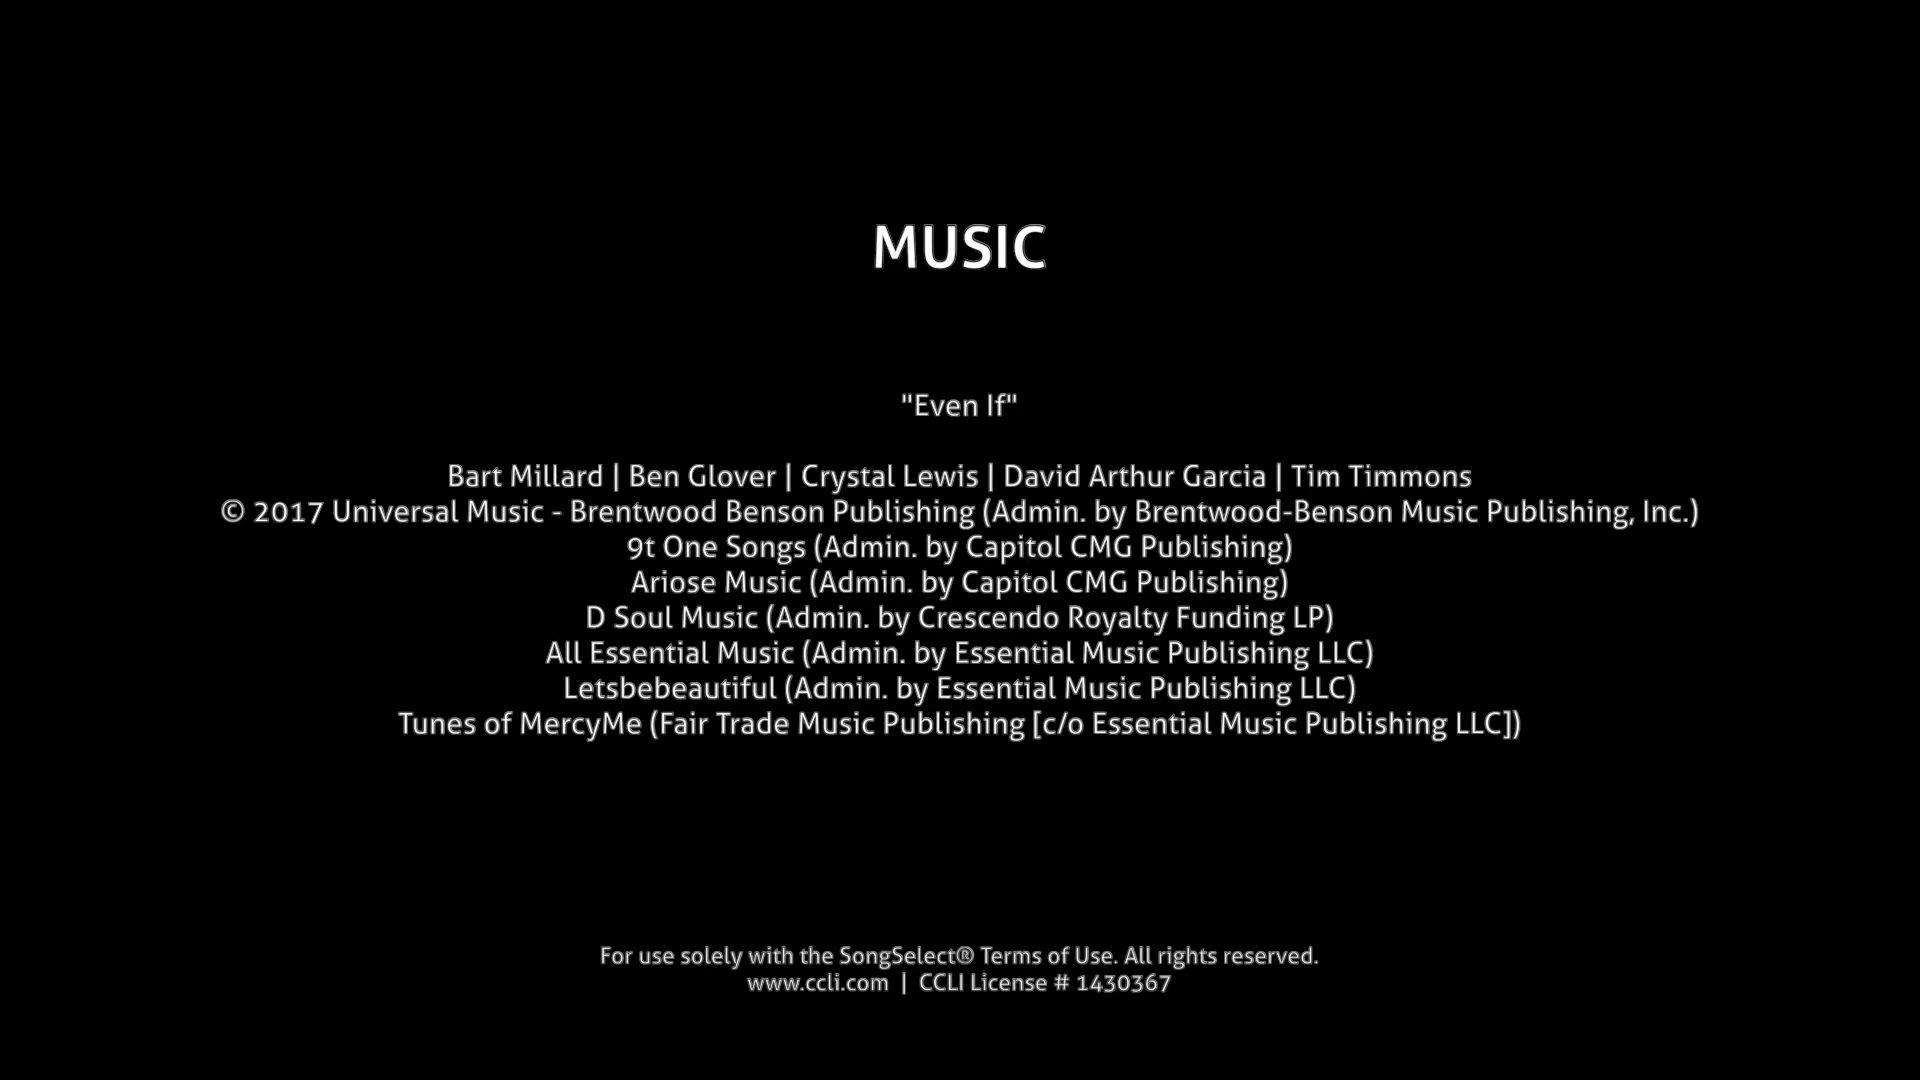 MUSIC
"Even If"
Bart Millard | Ben Glover | Crystal Lewis | David Arthur Garcia | Tim Timmons
© 2017 Universal Music - Brentwood Benson Publishing (Admin. by Brentwood-Benson Music Publishing, Inc.)
9t One Songs (Admin. by Capitol CMG Publishing)
Ariose Music (Admin. by Capitol CMG Publishing)
D Soul Music (Admin. by Crescendo Royalty Funding LP)
All Essential Music (Admin. by Essential Music Publishing LLC)
Letsbebeautiful (Admin. by Essential Music Publishing LLC)
Tunes of MercyMe (Fair Trade Music Publishing [c/o Essential Music Publishing LLC])
For use solely with the SongSelect® Terms of Use. All rights reserved.
www.ccli.com | CCLI License # 1430367